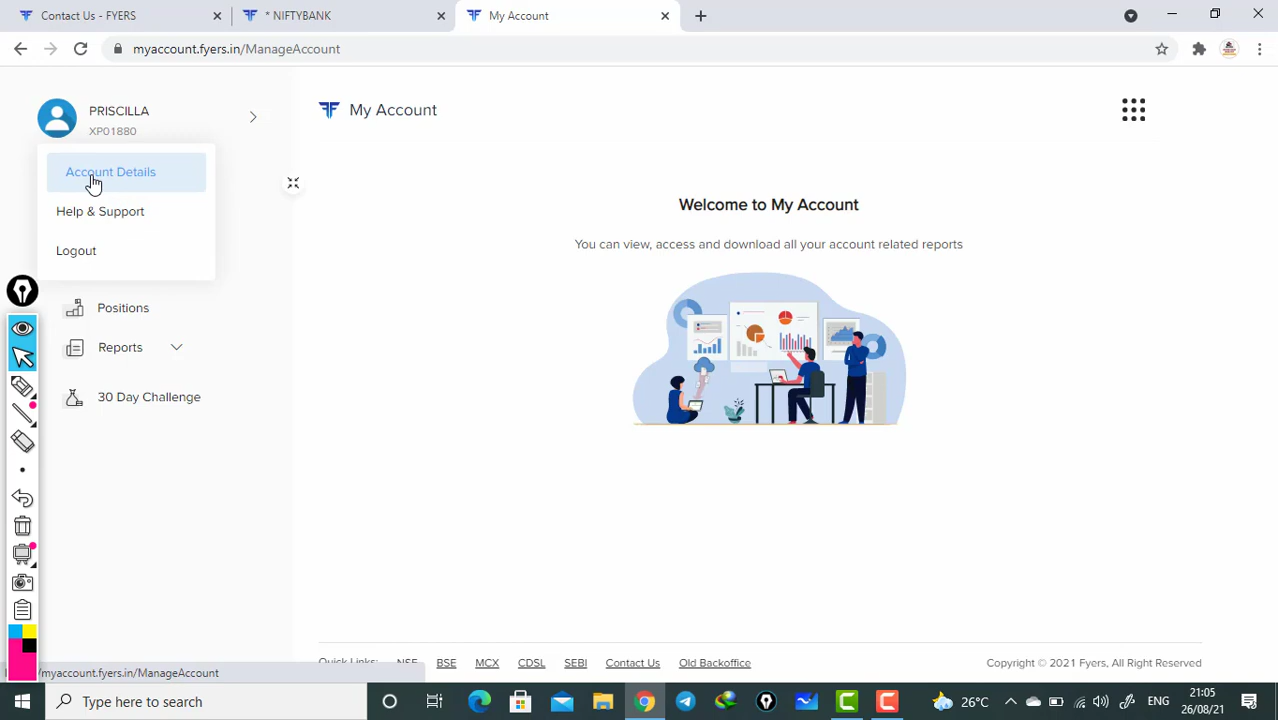 Contact Us - FYERS
* NIFTYBANK
My Account
myaccount.fyers.in/ManageAccount
PRISCILLA
XP01880
My Account
Account Details
Help & Support
Logout
Welcome to My Account
You can view, access and download all your account related reports
Positions
Reports
30 Day Challenge
Quick Links: NSE BSE MCX CDSL SEBI Contact Us Old Backoffice
Copyright © 2021 Fyers, All Right Reserved
/myaccount.fyers.in/ManageAccount
Type here to search
26°C
ENG
21:05
26/08/21